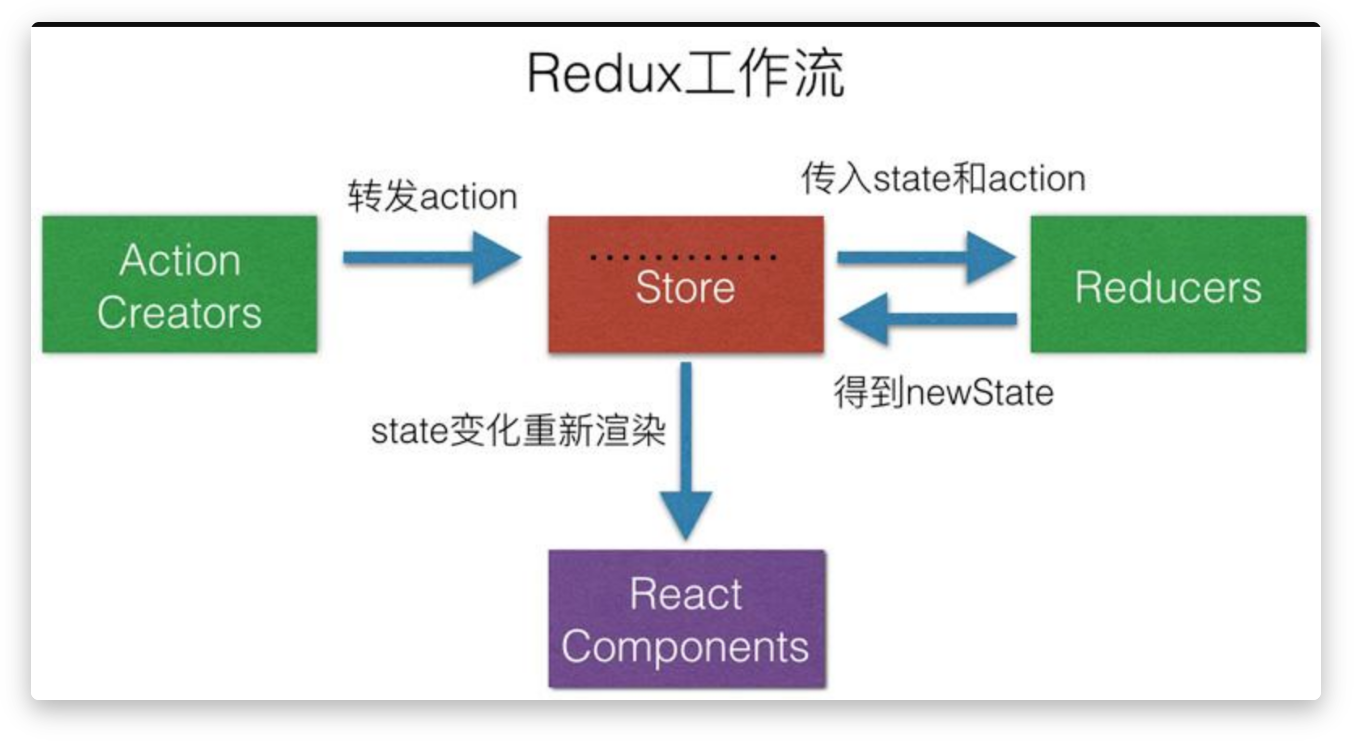 Redux工作流
转发action
传入state和action
Action
Creators
............
Store
Reducers
得到newState
state变化重新渲染
React
Components